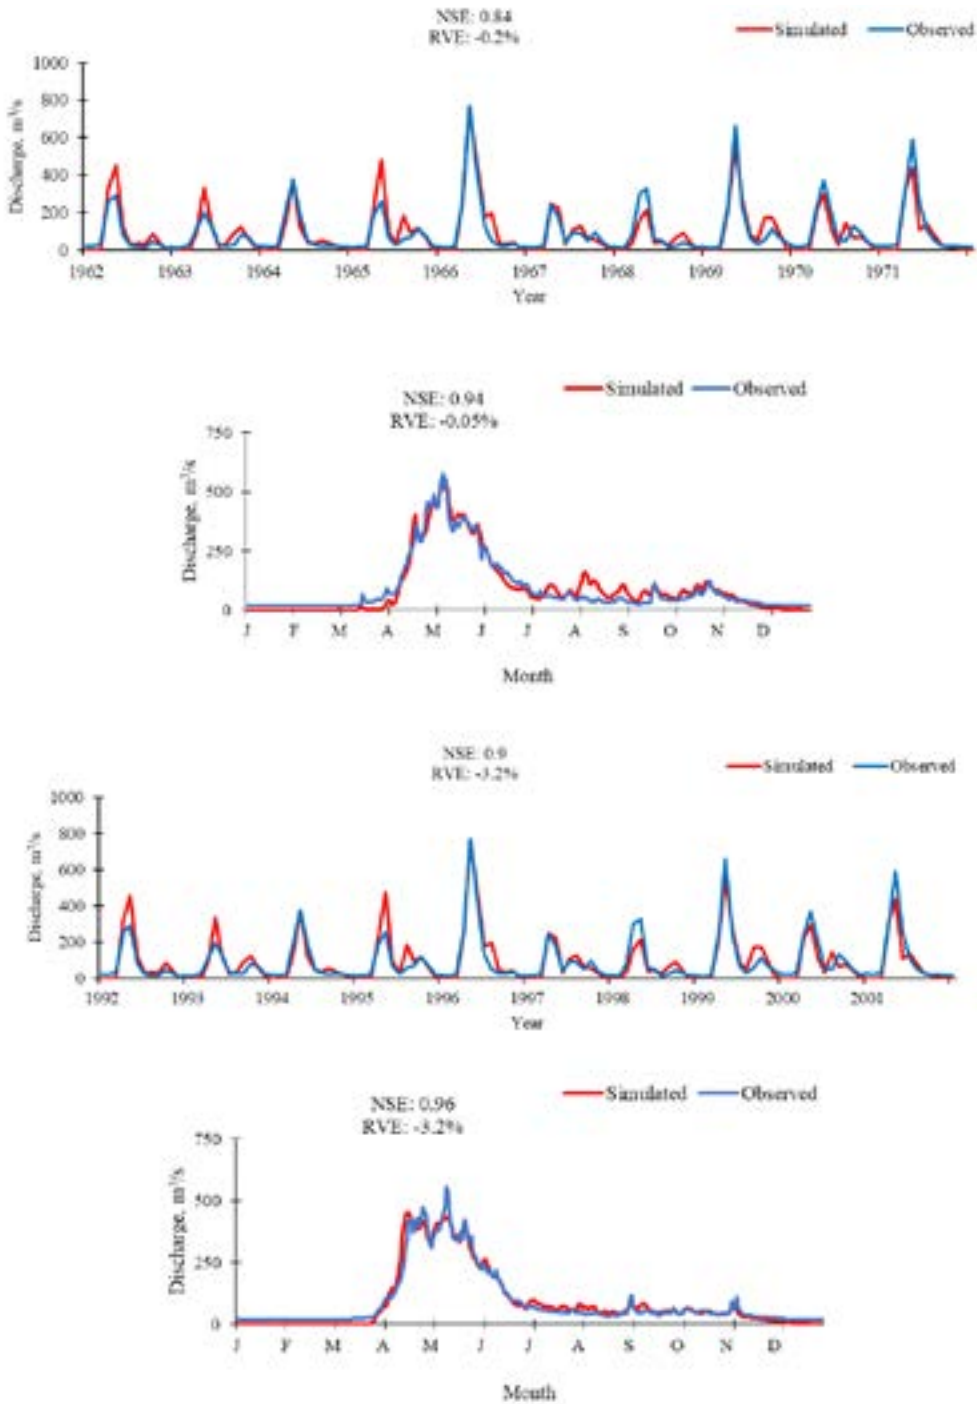 NSE: 0.84
RVE: -0.2%
Simulated Observed
1000
800
600
400
200
0
Discharge, m³/s
1962 1963 1964 1965 1966 1967 1968 1969 1970 1971
Year
Simulated Observed
NSE: 0.94
RVE: -0.05%
750
500
250
0
Discharge, m³/s
J F M A M J J A S O N D
Month
NSE: 0.9
RVE: -3.2%
Simulated Observed
1000
800
600
400
200
0
Discharge, m³/s
1992 1993 1994 1995 1996 1997 1998 1999 2000 2001
Year
Simulated Observed
NSE: 0.96
RVE: -3.2%
750
500
250
0
Discharge, m³/s
J F M A M J J A S O N D
Month